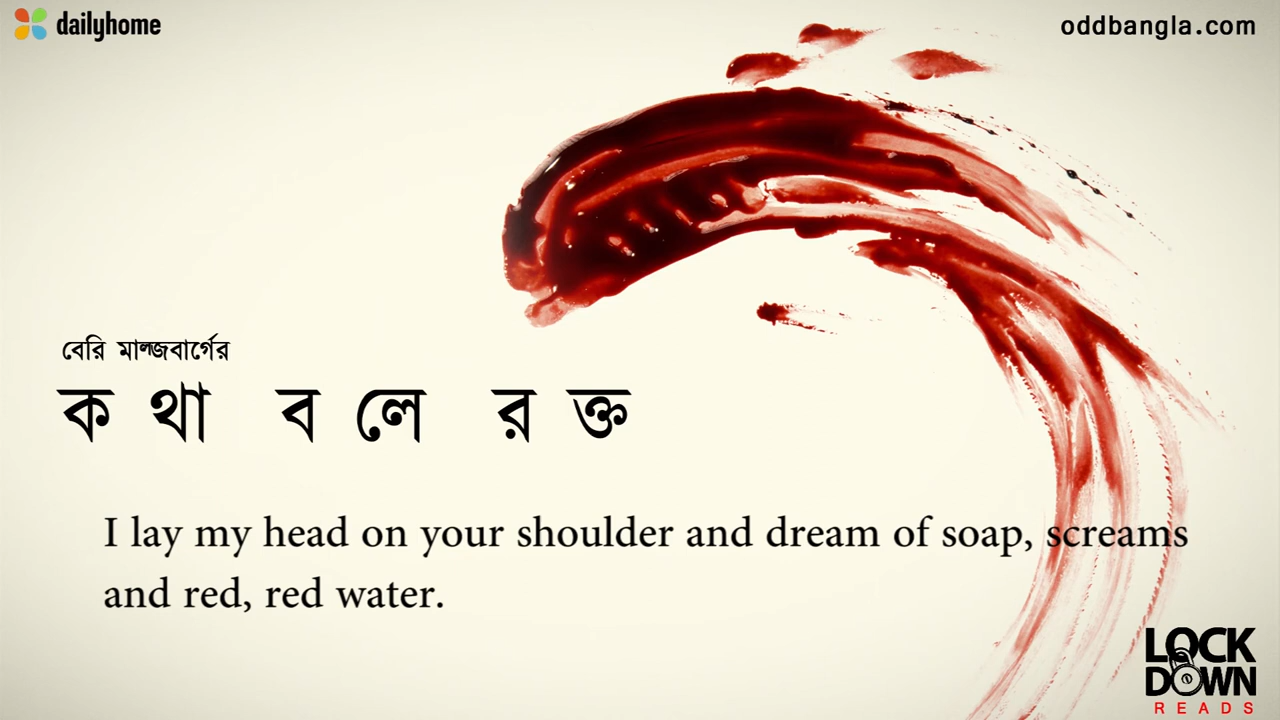 dailyhome
oddbangla.com
বেরি মাল্জবার্গের
কথা বলে রক্ত
I lay my head on your shoulder and dream of soap, screams
and red, red water.
LOCK
DOWN
READS